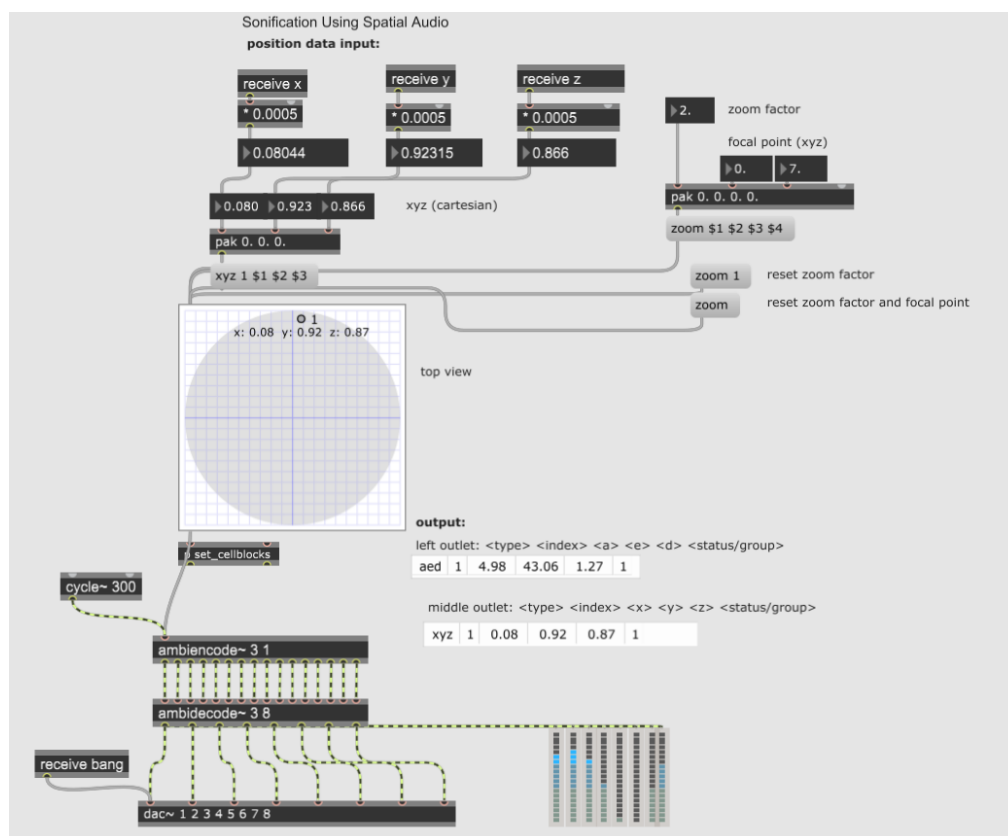 Sonification Using Spatial Audio
position data input:
receive x
receive y
receive z
* 0.0005
* 0.0005
* 0.0005
2.
zoom factor
focal point (xyz)
0.08044
0.92315
0.866
0.
7.
pak 0. 0. 0. 0.
0.080
0.923
0.866
xyz (cartesian)
zoom $1 $2 $3 $4
pak 0. 0. 0.
xyz 1 $1 $2 $3
zoom 1
reset zoom factor
zoom
reset zoom factor and focal point
1
x: 0.08 y: 0.92 z: 0.87
top view
output:
left outlet: <type> <index> <a> <e> <d> <status/group>
p set_cellblocks
aed 1 4.98 43.06 1.27 1
cycle~ 300
middle outlet: <type> <index> <x> <y> <z> <status/group>
xyz 1 0.08 0.92 0.87 1
ambiencode~ 3 1
ambidecode~ 3 8
receive bang
dac~ 1 2 3 4 5 6 7 8